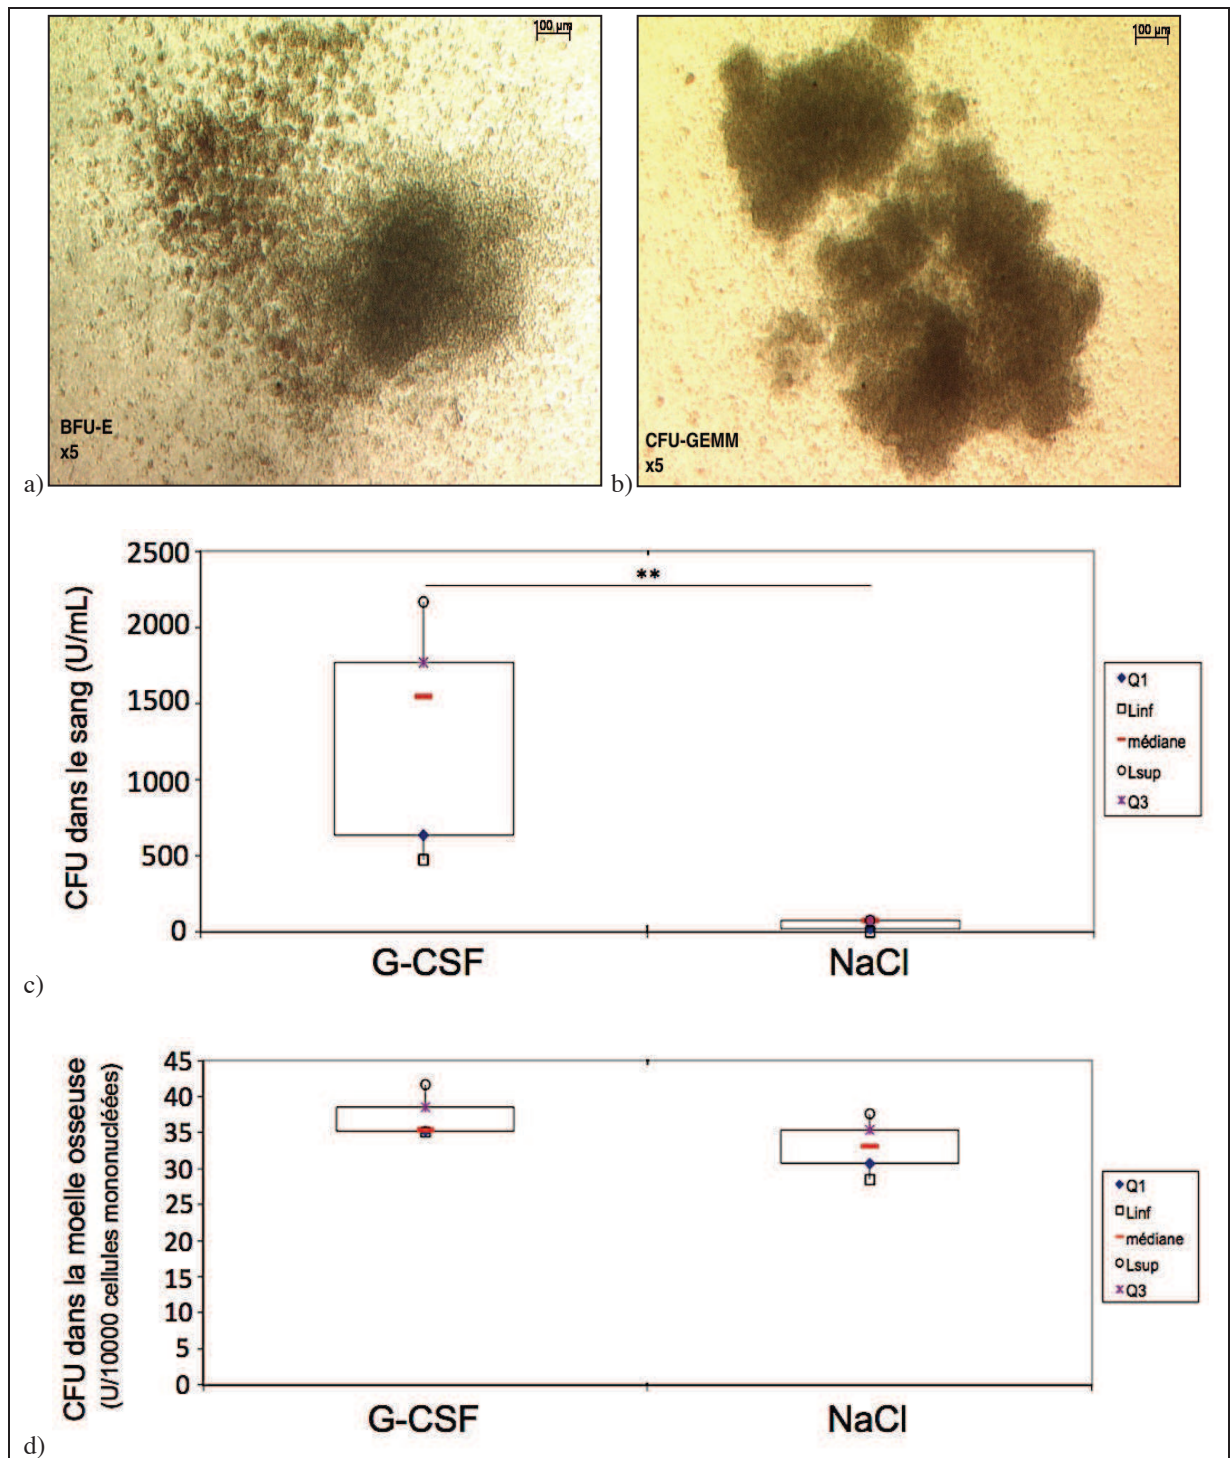 100 µm
BFU-E
x5
a)
100 µm
CFU-GEMM
x5
b)
2500
2000
1500
1000
500
0
CFU dans le sang (U/mL)
**
G-CSF
NaCl
Q1
Linf
médiane
Lsup
Q3
c)
45
40
35
30
25
20
15
10
5
0
CFU dans la moelle osseuse
(U/10000 cellules mononucléées)
G-CSF
NaCl
Q1
Linf
médiane
Lsup
Q3
d)